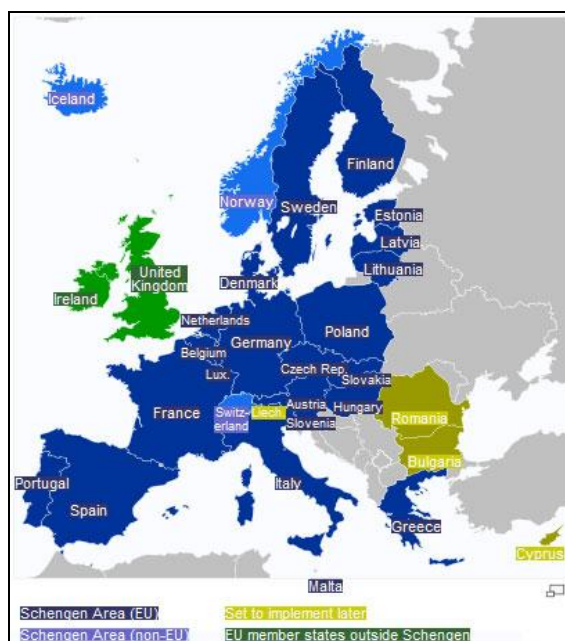 Iceland
Finland
Norway
Sweden
Estonia
Latvia
Lithuania
United
Kingdom
Denmark
Ireland
Netherlands
Germany
Poland
Belgium
Czech Rep.
Lux.
Slovakia
France
Switz-
erland
Liech.
Austria
Hungary
Romania
Slovenia
Bulgaria
Portugal
Spain
Italy
Greece
Cyprus
Malta
Schengen Area (EU)
Set to implement later
Schengen Area (non-EU)
EU member states outside Schengen